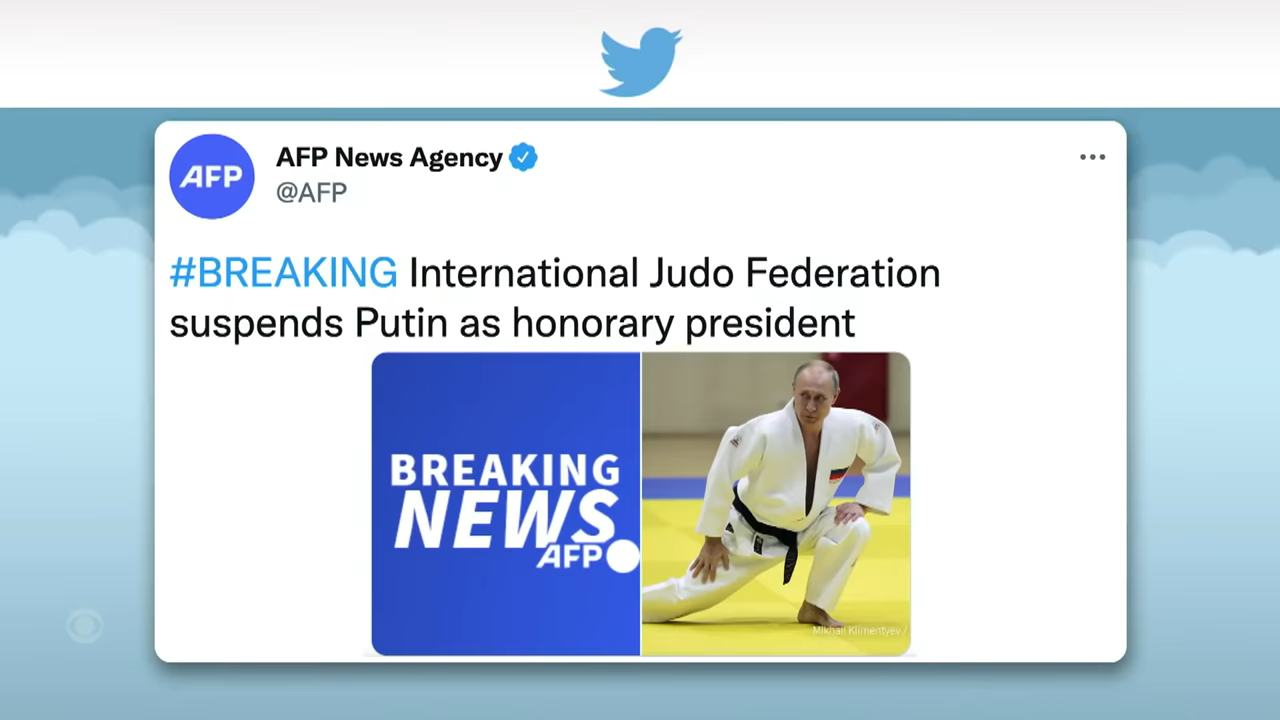 AFP
AFP News Agency
@AFP
#BREAKING International Judo Federation
suspends Putin as honorary president
BREAKING
NEWS
AFP
Mikhail Klimentyev /